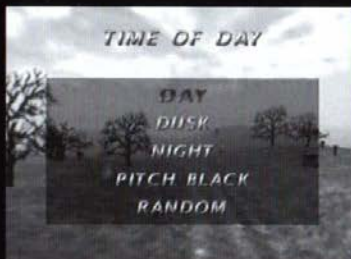 TIME OF DAY
DAY
DUSK
NIGHT
PITCH BLACK
RANDOM